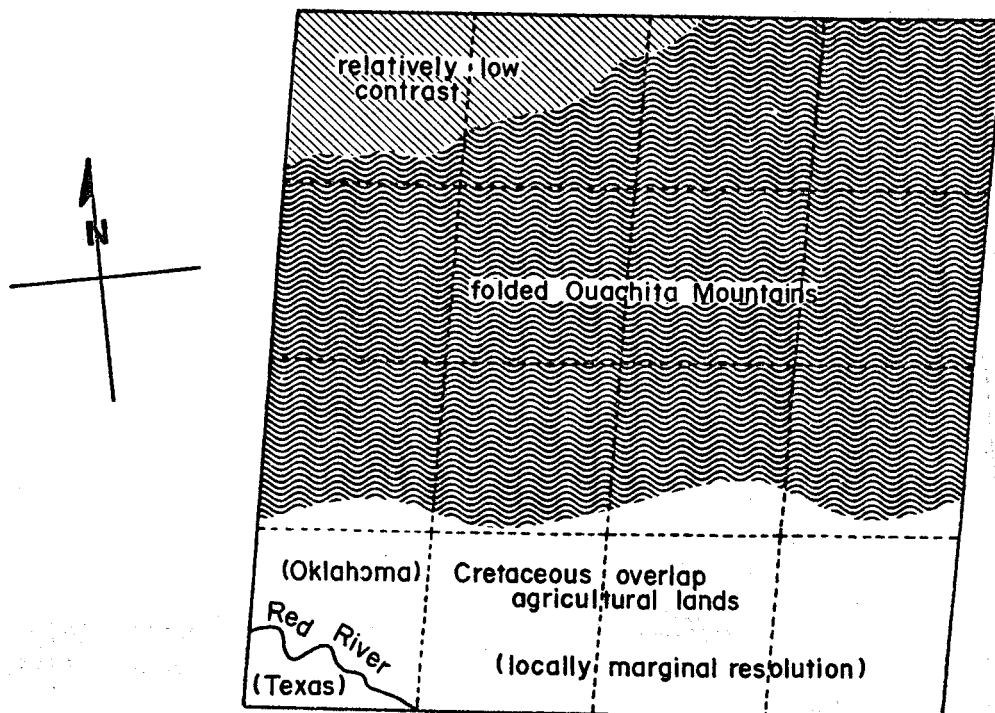 relatively low
contrast
N
folded Ouachita Mountains
(Oklahoma)
Cretaceous overlap
agricultural lands
Red River
(Texas)
(locally marginal resolution)